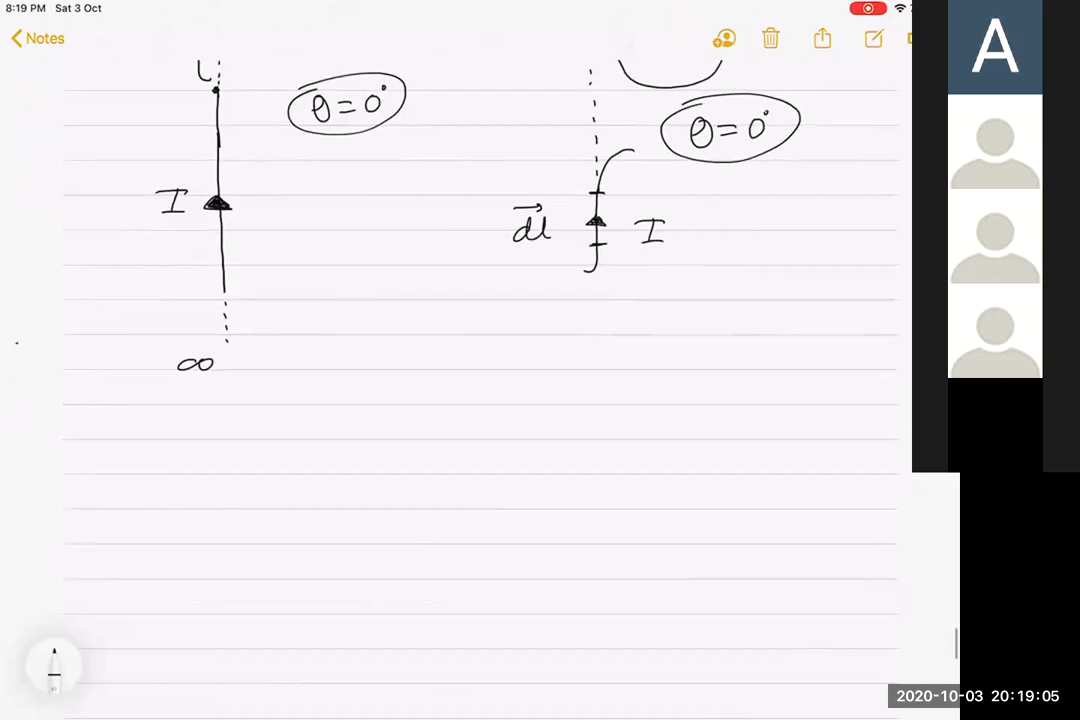 8:19 PM Sat 3 Oct
Notes
θ = 0°
θ = 0°
I
dl
I
∞
A
2020-10-03 20:19:05